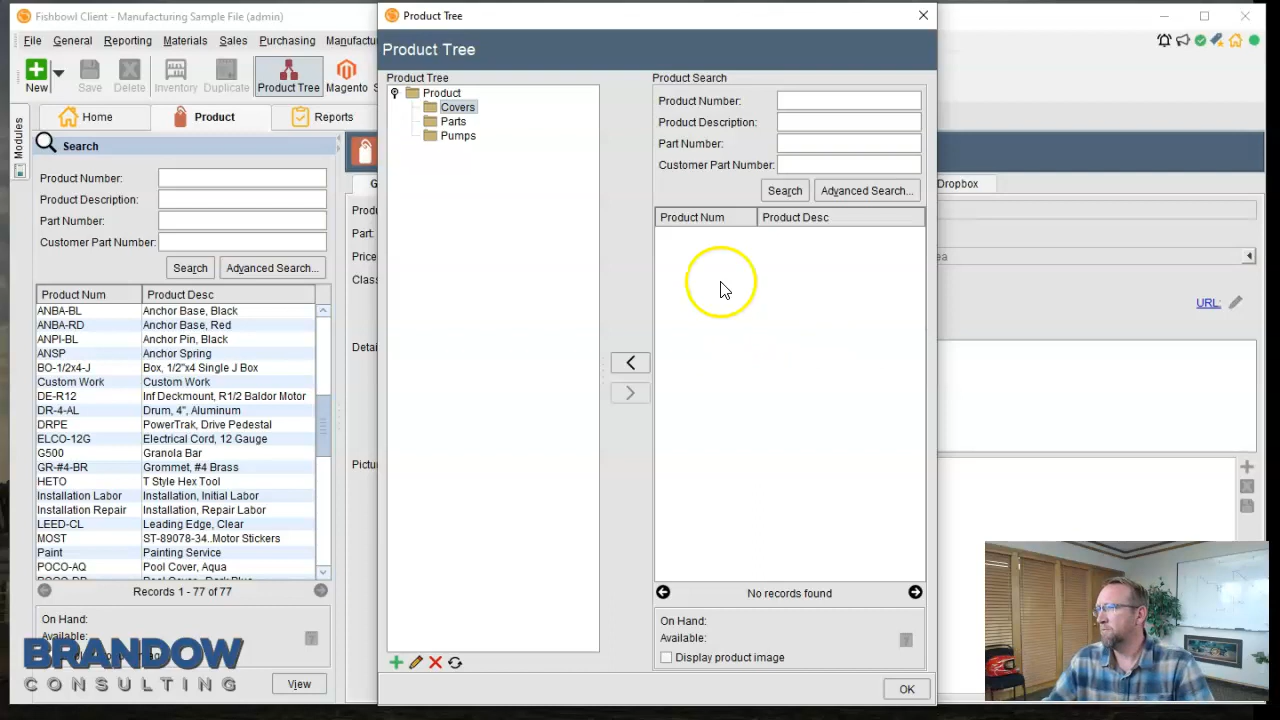 Fishbowl Client - Manufacturing Sample File (admin)
File General Reporting Materials Sales Purchasing Manufactu
New Save Delete Inventory Duplicate Product Tree Magento S
Modules
Home Product Reports
Search
Product Number:
Product Description:
Part Number:
Customer Part Number:
Search Advanced Search...
Product Num Product Desc
ANBA-BL Anchor Base, Black
ANBA-RD Anchor Base, Red
ANPI-BL Anchor Pin, Black
ANSP Anchor Spring
BO-1/2x4-J Box, 1/2"x4 Single J Box
Custom Work Custom Work
DE-R12 Inf Deckmount, R1/2 Baldor Motor
DR-4-AL Drum, 4", Aluminum
DRPE PowerTrak, Drive Pedestal
ELCO-12G Electrical Cord, 12 Gauge
G500 Granola Bar
GR-#4-BR Grommet, #4 Brass
HETO T Style Hex Tool
Installation Labor Installation, Initial Labor
Installation Repair Installation, Repair Labor
LEED-CL Leading Edge, Clear
MOST ST-89078-34..Motor Stickers
Paint Painting Service
POCO-AQ Pool Cover, Aqua
Records 1 - 77 of 77
On Hand:
Available:
BRANDOW
CONSULTING
View
G
Produ
Part:
Price
Class
Detai
Pictu
Product Tree
Product Tree
Product Tree
Product
Covers
Parts
Pumps
Product Search
Product Number:
Product Description:
Part Number:
Customer Part Number:
Search Advanced Search...
Product Num Product Desc
No records found
On Hand:
Available:
Display product image
OK
Dropbox
ea
URL: